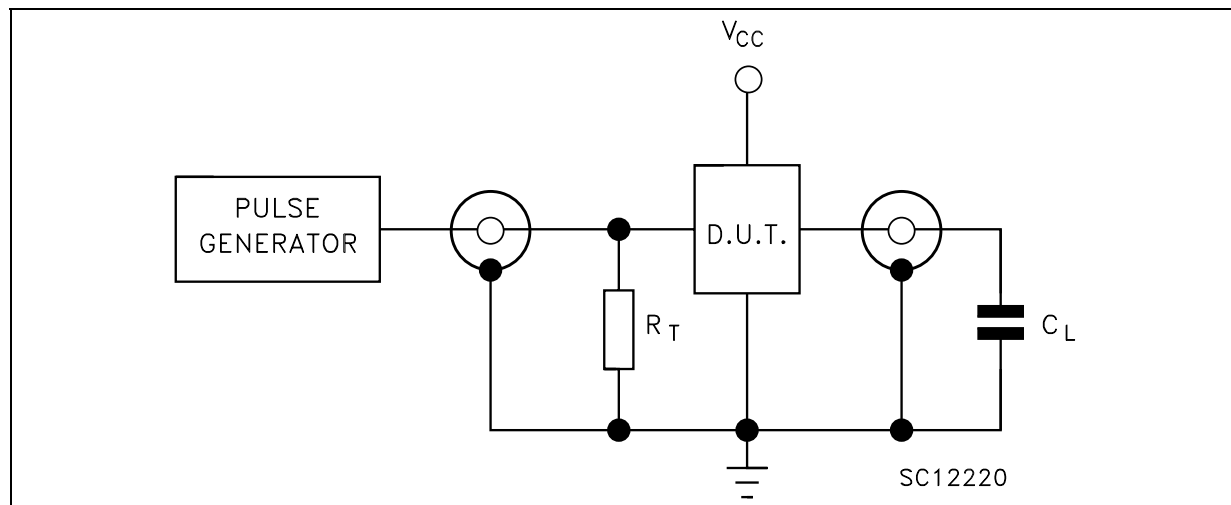 VCC
PULSE
GENERATOR
D.U.T.
RT
CL
SC12220